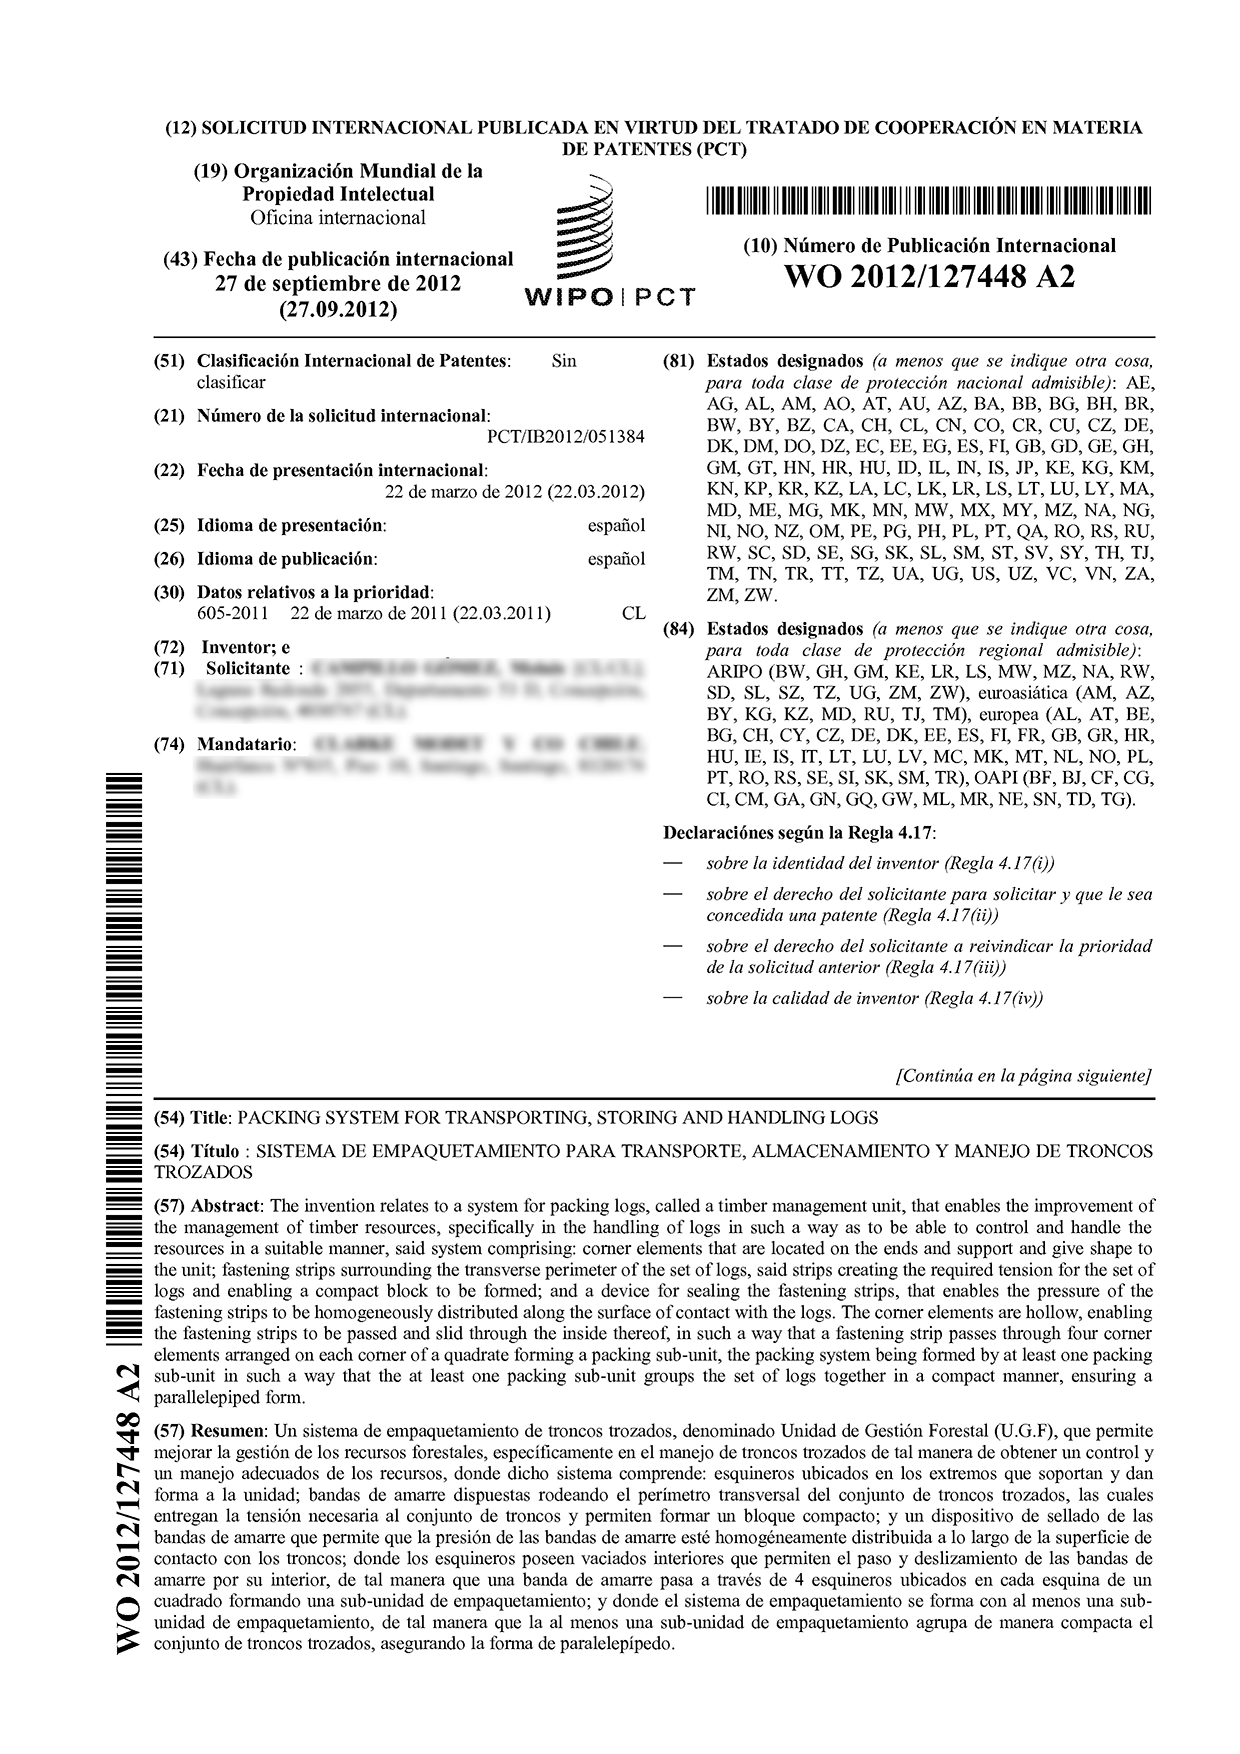 (12) SOLICITUD INTERNACIONAL PUBLICADA EN VIRTUD DEL TRATADO DE COOPERACIÓN EN MATERIA
DE PATENTES (PCT)
(19) Organización Mundial de la
Propiedad Intelectual
Oficina internacional
(43) Fecha de publicación internacional
27 de septiembre de 2012
(27.09.2012)
WIPO|PCT
(10) Número de Publicación Internacional
WO 2012/127448 A2
(51) Clasificación Internacional de Patentes: Sin
clasificar
(21) Número de la solicitud internacional:
PCT/IB2012/051384
(22) Fecha de presentación internacional:
22 de marzo de 2012 (22.03.2012)
(25) Idioma de presentación: español
(26) Idioma de publicación: español
(30) Datos relativos a la prioridad:
605-2011 22 de marzo de 2011 (22.03.2011) CL
(72) Inventor; e
(71) Solicitante :
(74) Mandatario:
(81) Estados designados (a menos que se indique otra cosa,
para toda clase de protección nacional admisible): AE,
AG, AL, AM, AO, AT, AU, AZ, BA, BB, BG, BH, BR,
BW, BY, BZ, CA, CH, CL, CN, CO, CR, CU, CZ, DE,
DK, DM, DO, DZ, EC, EE, EG, ES, FI, GB, GD, GE, GH,
GM, GT, HN, HR, HU, ID, IL, IN, IS, JP, KE, KG, KM,
KN, KP, KR, KZ, LA, LC, LK, LR, LS, LT, LU, LY, MA,
MD, ME, MG, MK, MN, MW, MX, MY, MZ, NA, NG,
NI, NO, NZ, OM, PE, PG, PH, PL, PT, QA, RO, RS, RU,
RW, SC, SD, SE, SG, SK, SL, SM, ST, SV, SY, TH, TJ,
TM, TN, TR, TT, TZ, UA, UG, US, UZ, VC, VN, ZA,
ZM, ZW.
(84) Estados designados (a menos que se indique otra cosa,
para toda clase de protección regional admisible):
ARIPO (BW, GH, GM, KE, LR, LS, MW, MZ, NA, RW,
SD, SL, SZ, TZ, UG, ZM, ZW), euroasiática (AM, AZ,
BY, KG, KZ, MD, RU, TJ, TM), europea (AL, AT, BE,
BG, CH, CY, CZ, DE, DK, EE, ES, FI, FR, GB, GR, HR,
HU, IE, IS, IT, LT, LU, LV, MC, MK, MT, NL, NO, PL,
PT, RO, RS, SE, SI, SK, SM, TR), OAPI (BF, BJ, CF, CG,
CI, CM, GA, GN, GQ, GW, ML, MR, NE, SN, TD, TG).
Declaraciónes según la Regla 4.17:
— sobre la identidad del inventor (Regla 4.17(i))
— sobre el derecho del solicitante para solicitar y que le sea
concedida una patente (Regla 4.17(ii))
— sobre el derecho del solicitante a reivindicar la prioridad
de la solicitud anterior (Regla 4.17(iii))
— sobre la calidad de inventor (Regla 4.17(iv))
[Continúa en la página siguiente]
(54) Title: PACKING SYSTEM FOR TRANSPORTING, STORING AND HANDLING LOGS
(54) Título : SISTEMA DE EMPAQUETAMIENTO PARA TRANSPORTE, ALMACENAMIENTO Y MANEJO DE TRONCOS
TROZADOS
(57) Abstract: The invention relates to a system for packing logs, called a timber management unit, that enables the improvement of
the management of timber resources, specifically in the handling of logs in such a way as to be able to control and handle the
resources in a suitable manner, said system comprising: corner elements that are located on the ends and support and give shape to
the unit; fastening strips surrounding the transverse perimeter of the set of logs, said strips creating the required tension for the set of
logs and enabling a compact block to be formed; and a device for sealing the fastening strips, that enables the pressure of the
fastening strips to be homogeneously distributed along the surface of contact with the logs. The corner elements are hollow, enabling
the fastening strips to be passed and slid through the inside thereof, in such a way that a fastening strip passes through four corner
elements arranged on each corner of a quadrate forming a packing sub-unit, the packing system being formed by at least one packing
sub-unit in such a way that the at least one packing sub-unit groups the set of logs together in a compact manner, ensuring a
parallelepiped form.
(57) Resumen: Un sistema de empaquetamiento de troncos trozados, denominado Unidad de Gestión Forestal (U.G.F), que permite
mejorar la gestión de los recursos forestales, específicamente en el manejo de troncos trozados de tal manera de obtener un control y
un manejo adecuados de los recursos, donde dicho sistema comprende: esquineros ubicados en los extremos que soportan y dan
forma a la unidad; bandas de amarre dispuestas rodeando el perímetro transversal del conjunto de troncos trozados, las cuales
entregan la tensión necesaria al conjunto de troncos y permiten formar un bloque compacto; y un dispositivo de sellado de las
bandas de amarre que permite que la presión de las bandas de amarre esté homogéneamente distribuida a lo largo de la superficie de
contacto con los troncos; donde los esquineros poseen vaciados interiores que permiten el paso y deslizamiento de las bandas de
amarre por su interior, de tal manera que una banda de amarre pasa a través de 4 esquineros ubicados en cada esquina de un
cuadrado formando una sub-unidad de empaquetamiento; y donde el sistema de empaquetamiento se forma con al menos una sub-
unidad de empaquetamiento, de tal manera que la al menos una sub-unidad de empaquetamiento agrupa de manera compacta el
conjunto de troncos trozados, asegurando la forma de paralelepípedo.
WO 2012/127448 A2